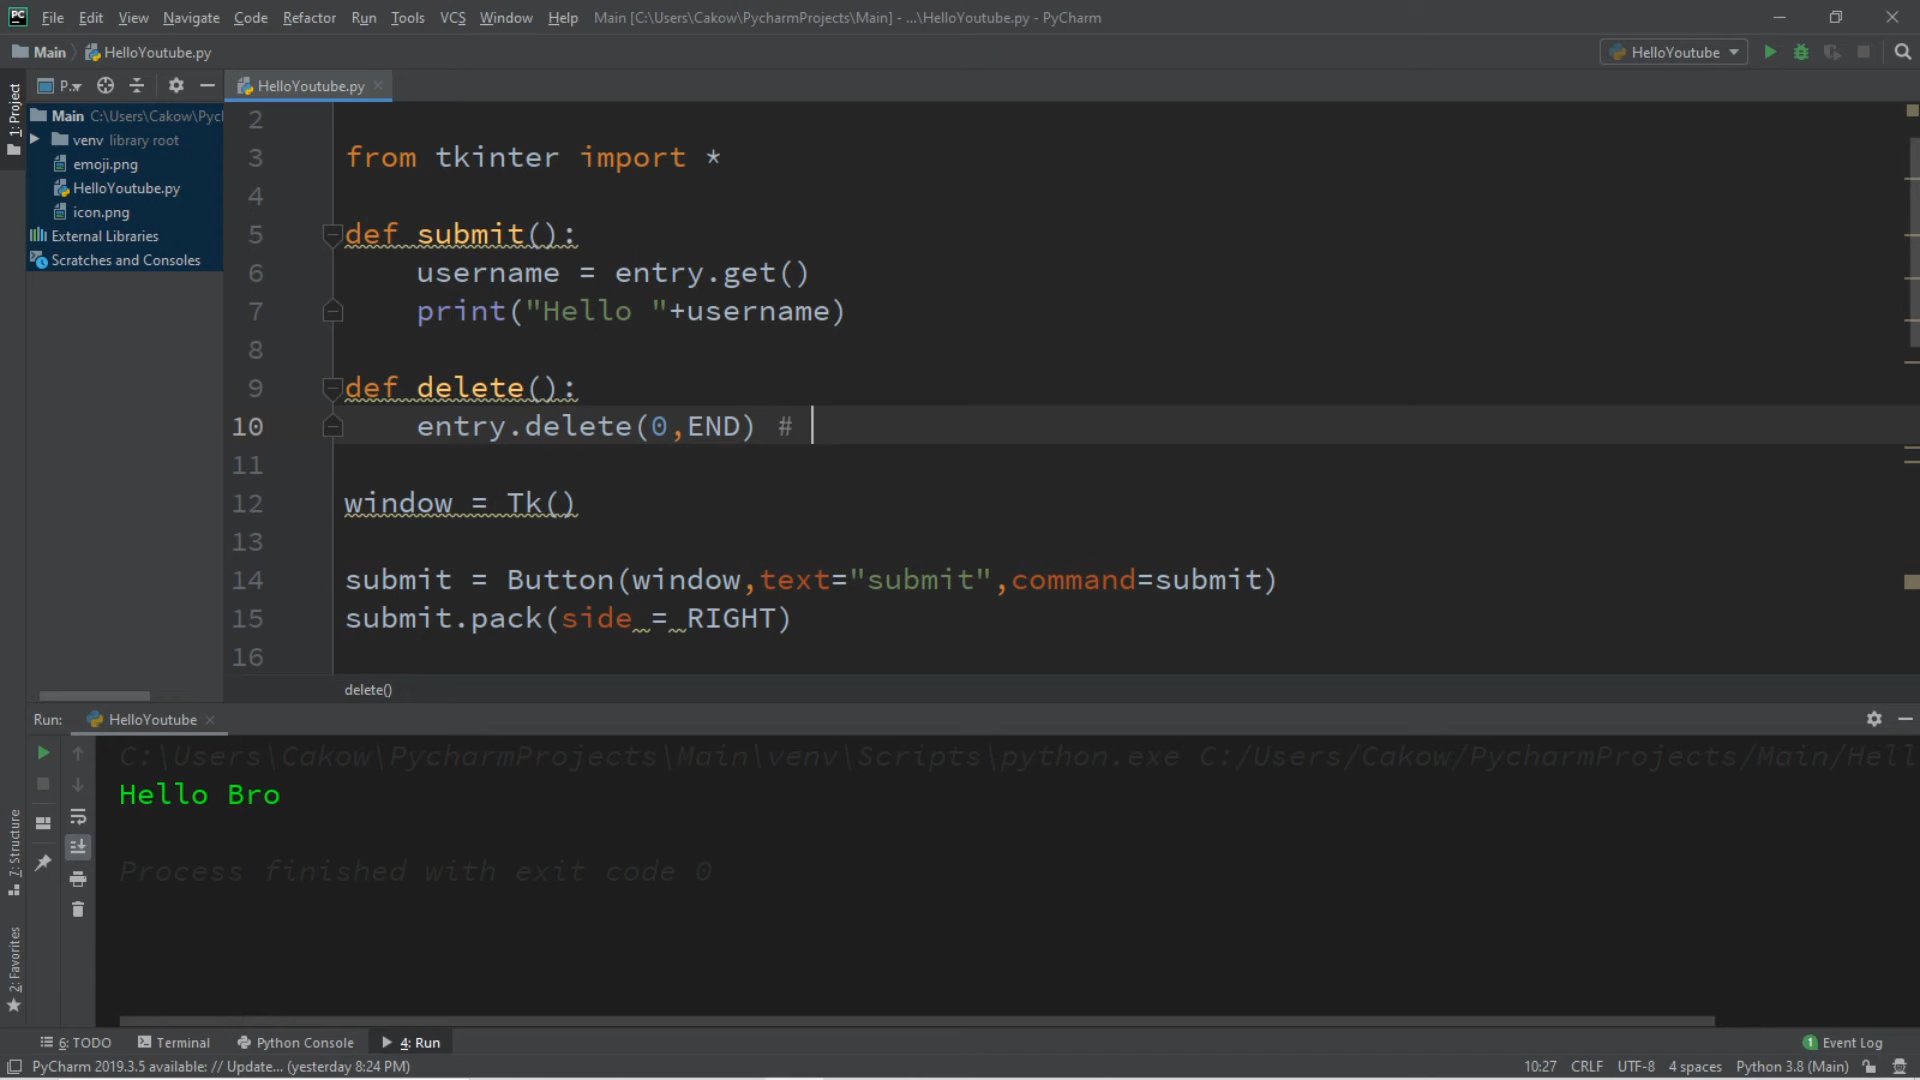 PC File Edit View Navigate Code Refactor Run Tools VCS Window Help Main [C:\Users\Cakow\PycharmProjects\Main] - ...\HelloYoutube.py - PyCharm
Main HelloYoutube.py HelloYoutube
1: Project
P... HelloYoutube.py
Main C:\Users\Cakow\Pycl
venv library root
emoji.png
HelloYoutube.py
icon.png
External Libraries
Scratches and Consoles
2
3 from tkinter import *
4
5 def submit():
6 username = entry.get()
7 print("Hello "+username)
8
9 def delete():
10 entry.delete(0,END) #
11
12 window = Tk()
13
14 submit = Button(window,text="submit",command=submit)
15 submit.pack(side = RIGHT)
16
delete()
Run: HelloYoutube
C:\Users\Cakow\PycharmProjects\Main\venv\Scripts\python.exe C:/Users/Cakow/PycharmProjects/Main/Hell
Hello Bro
Process finished with exit code 0
7: Structure
2: Favorites
6: TODO Terminal Python Console 4: Run 1 Event Log
PyCharm 2019.3.5 available: // Update... (yesterday 8:24 PM) 10:27 CRLF UTF-8 4 spaces Python 3.8 (Main)